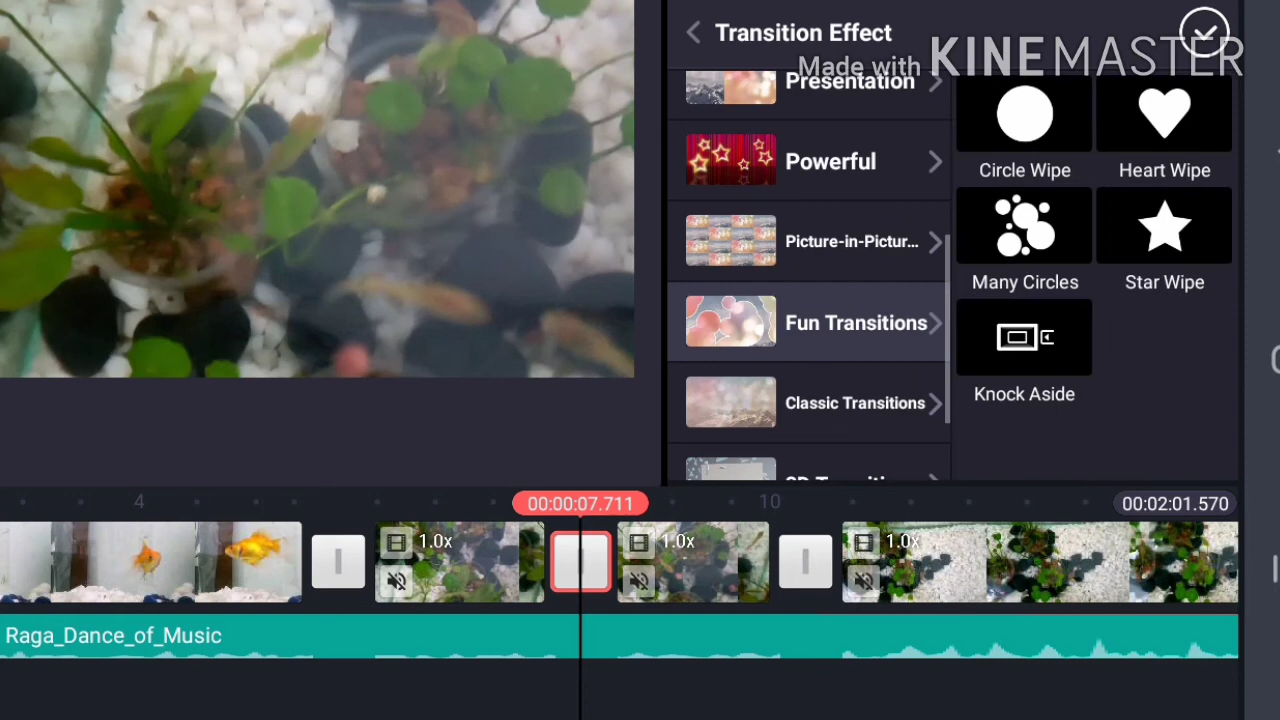 Transition Effect
Made with KINEMASTER
Presentation
Powerful
Picture-in-Pictur...
Fun Transitions
Classic Transitions
Circle Wipe
Heart Wipe
Many Circles
Star Wipe
Knock Aside
4
00:00:07.711
10
00:02:01.570
1.0x
1.0x
1.0x
Raga_Dance_of_Music